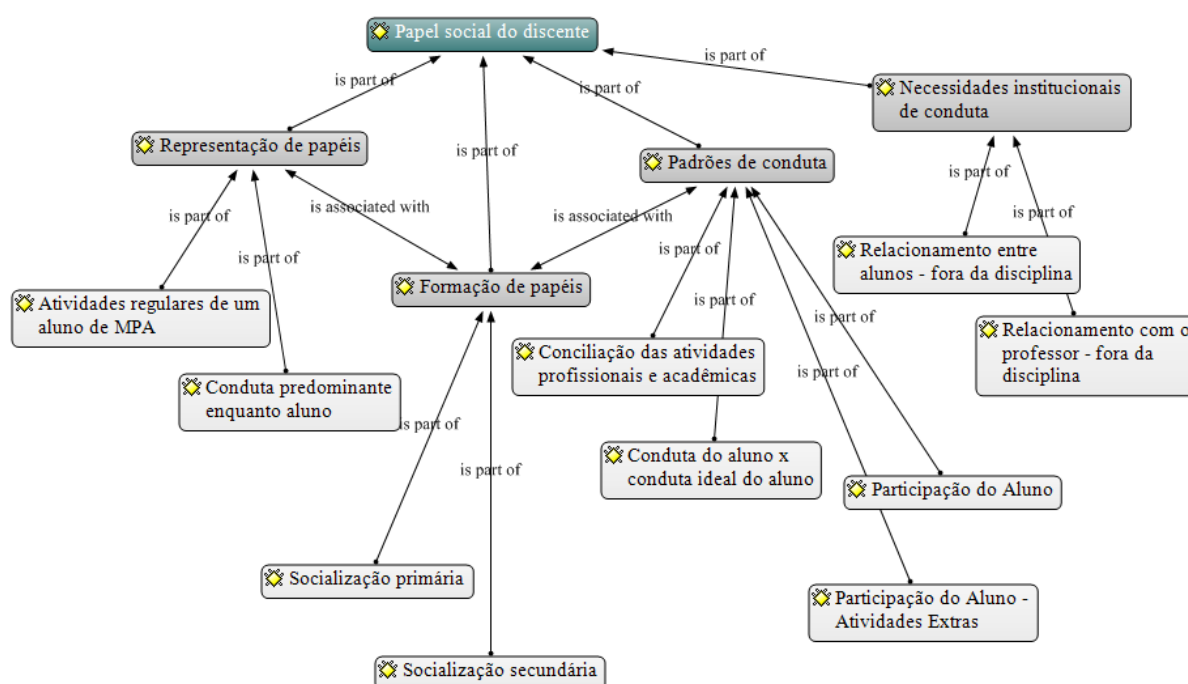 Papel social do discente
is part of
is part of
is part of
Necessidades institucionais
de conduta
Representação de papéis
is part of
Padrões de conduta
is part of
is part of
is associated with
is associated with
is part of
is part of
is part of
Relacionamento entre
alunos - fora da disciplina
Formação de papéis
Atividades regulares de um
aluno de MPA
is part of
is part of
Relacionamento com o
professor - fora da
disciplina
Conciliação das atividades
profissionais e acadêmicas
is part of
Conduta predominante
enquanto aluno
is part of
Conduta do aluno x
conduta ideal do aluno
is part of
Participação do Aluno
Socialização primária
Participação do Aluno -
Atividades Extras
Socialização secundária